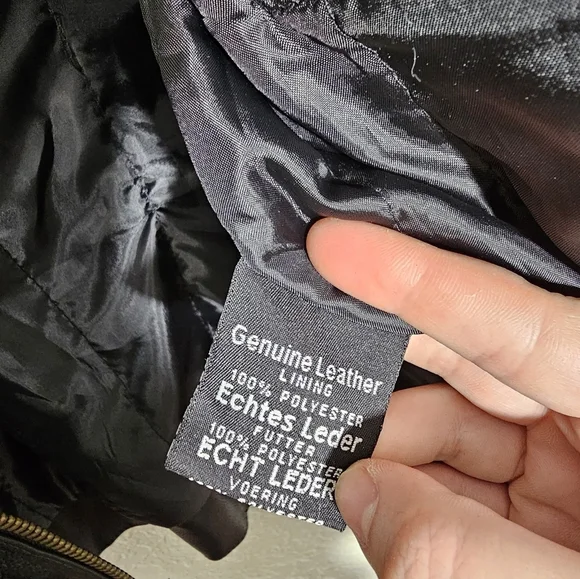 Genuine Leather
LINING
100% POLYESTER
Echtes Leder
FUTTER
100% POLYESTER
ECHT LEDER
VOERING